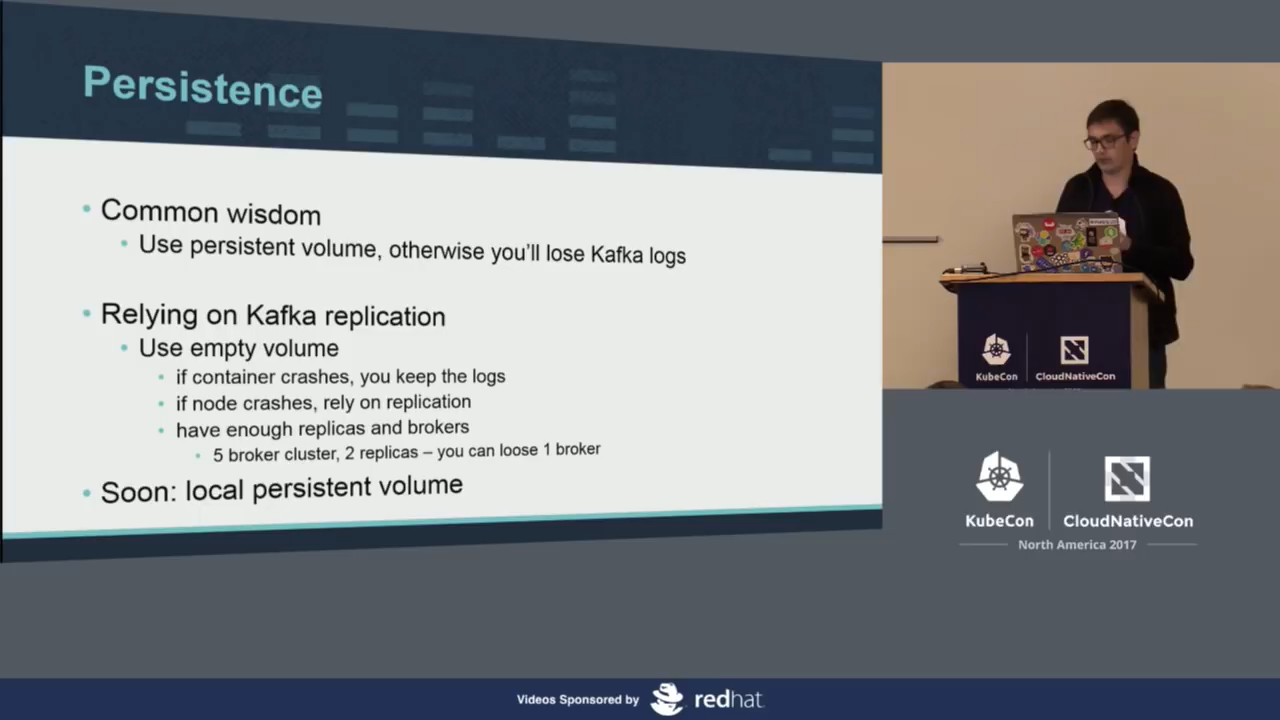 Persistence
• Common wisdom
• Use persistent volume, otherwise you'll lose Kafka logs
• Relying on Kafka replication
• Use empty volume
• if container crashes, you keep the logs
• if node crashes, rely on replication
• have enough replicas and brokers
• 5 broker cluster, 2 replicas – you can loose 1 broker
• Soon: local persistent volume
KubeCon
CloudNativeCon
KubeCon
CloudNativeCon
North America 2017
Videos Sponsored by redhat